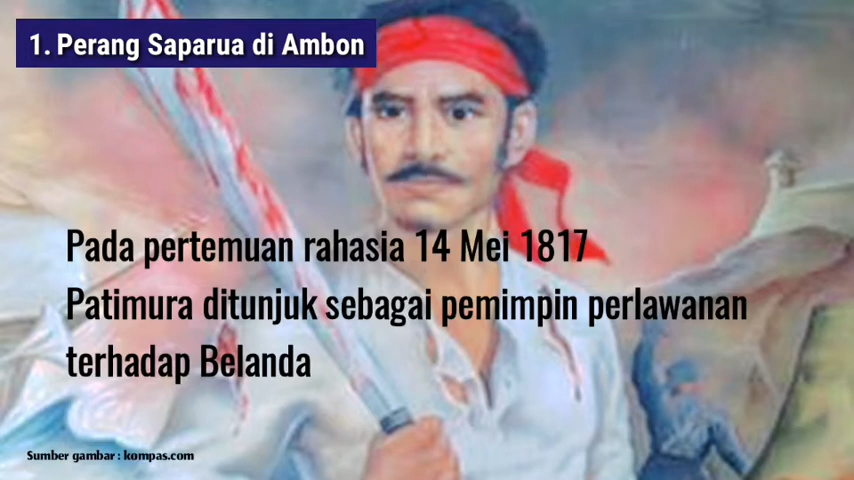 1. Perang Saparua di Ambon
Pada pertemuan rahasia 14 Mei 1817
Patimura ditunjuk sebagai pemimpin perlawanan
terhadap Belanda
Sumber gambar : kompas.com